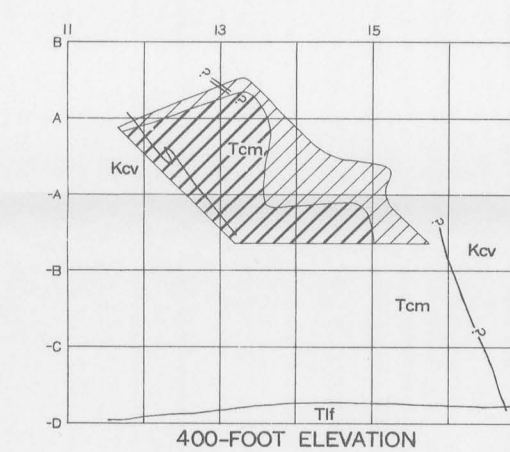 11 13 15
B
?
?
A
Tcm
Kcv
-A
?
Kcv
-B
Tcm
?
-C
Tlf
-D
400-FOOT ELEVATION